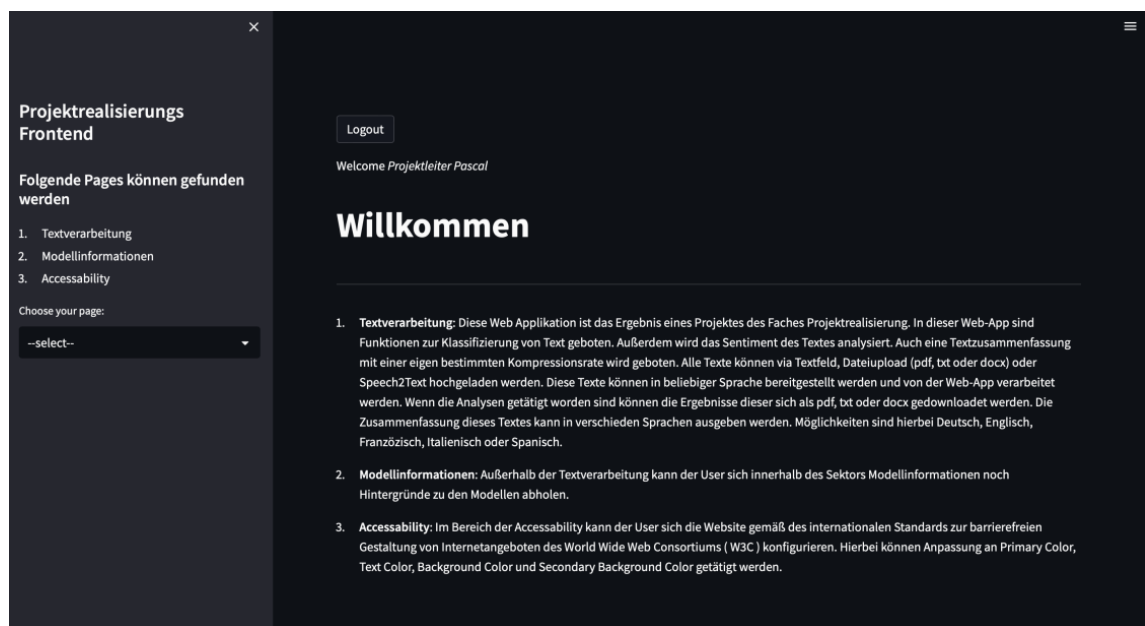 Projektrealisierungs
Frontend
Folgende Pages können gefunden
werden
1. Textverarbeitung
2. Modellinformationen
3. Accessability
Choose your page:
--select--
Logout
Welcome Projektleiter Pascal
Willkommen
1. Textverarbeitung: Diese Web Applikation ist das Ergebnis eines Projektes des Faches Projektrealisierung. In dieser Web-App sind
Funktionen zur Klassifizierung von Text geboten. Außerdem wird das Sentiment des Textes analysiert. Auch eine Textzusammenfassung
mit einer eigen bestimmten Kompressionsrate wird geboten. Alle Texte können via Textfeld, Dateiupload (pdf, txt oder docx) oder
Speech2Text hochgeladen werden. Diese Texte können in beliebiger Sprache bereitgestellt werden und von der Web-App verarbeitet
werden. Wenn die Analysen getätigt worden sind können die Ergebnisse dieser sich als pdf, txt oder docx gedownloadet werden. Die
Zusammenfassung dieses Textes kann in verschieden Sprachen ausgeben werden. Möglichkeiten sind hierbei Deutsch, Englisch,
Französisch, Italienisch oder Spanisch.
2. Modellinformationen: Außerhalb der Textverarbeitung kann der User sich innerhalb des Sektors Modellinformationen noch
Hintergründe zu den Modellen abholen.
3. Accessability: Im Bereich der Accessability kann der User sich die Website gemäß des internationalen Standards zur barrierefreien
Gestaltung von Internetangeboten des World Wide Web Consortiums ( W3C ) konfigurieren. Hierbei können Anpassung an Primary Color,
Text Color, Background Color und Secondary Background Color getätigt werden.